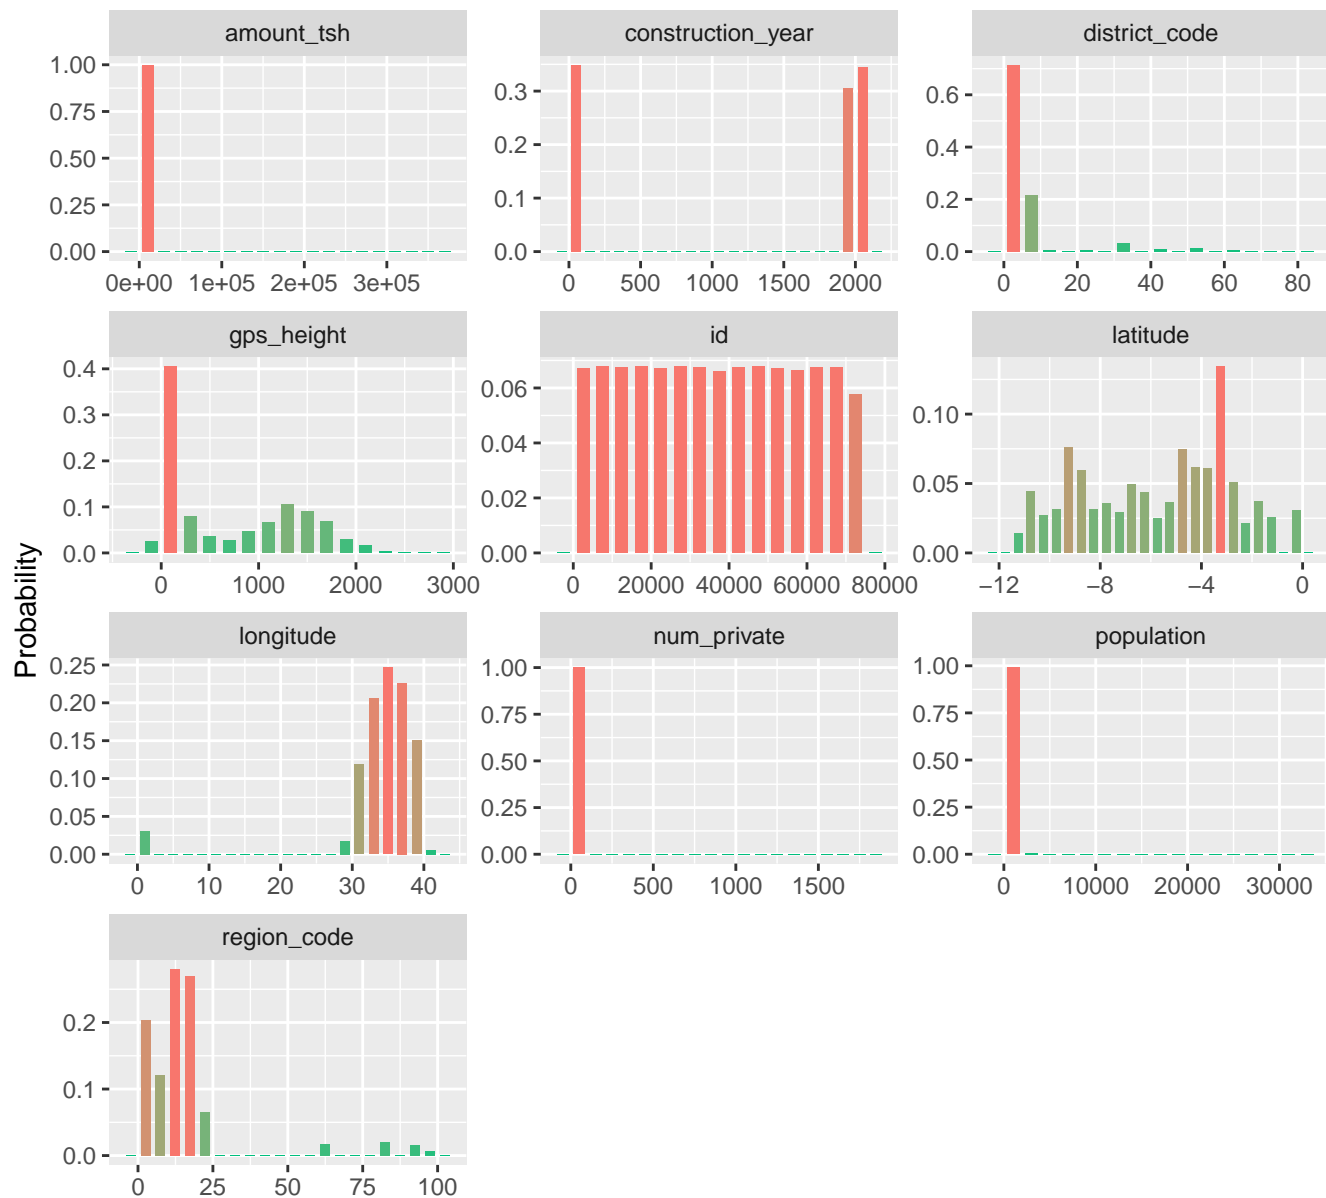 amount_tsh
construction_year
district_code
1.00
0.75
0.50
0.25
0.00
0e+00 1e+05 2e+05 3e+05
0.3
0.2
0.1
0.0
0 500 1000 1500 2000
0.6
0.4
0.2
0.0
0 20 40 60 80
gps_height
id
latitude
0.4
0.3
0.2
0.1
0.0
0 1000 2000 3000
0.06
0.04
0.02
0.00
0 20000 40000 60000 80000
0.10
0.05
0.00
−12 −8 −4 0
Probability
longitude
num_private
population
0.25
0.20
0.15
0.10
0.05
0.00
0 10 20 30 40
1.00
0.75
0.50
0.25
0.00
0 500 1000 1500
1.00
0.75
0.50
0.25
0.00
0 10000 20000 30000
region_code
0.2
0.1
0.0
0 25 50 75 100